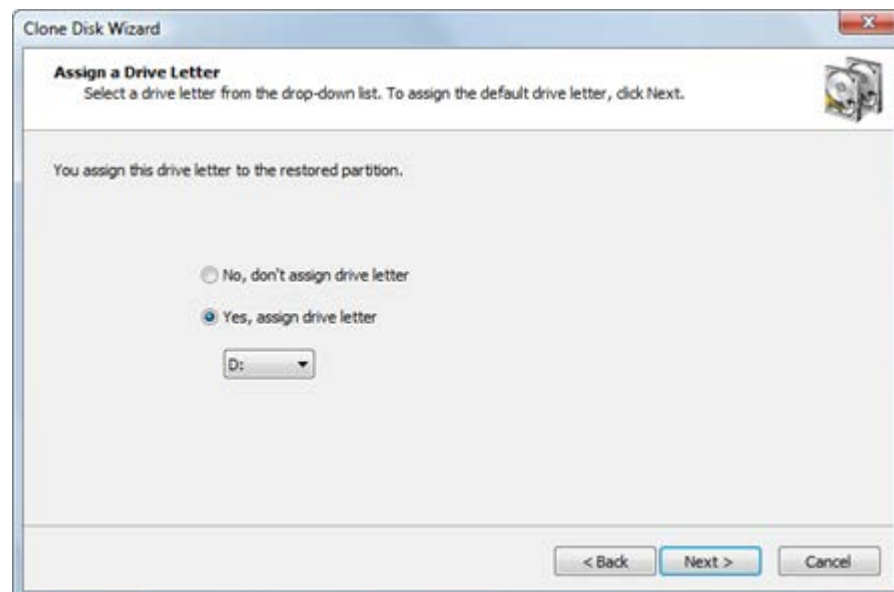 Clone Disk Wizard
Assign a Drive Letter
Select a drive letter from the drop-down list. To assign the default drive letter, click Next.
You assign this drive letter to the restored partition.
No, don't assign drive letter
Yes, assign drive letter
D:
< Back Next > Cancel